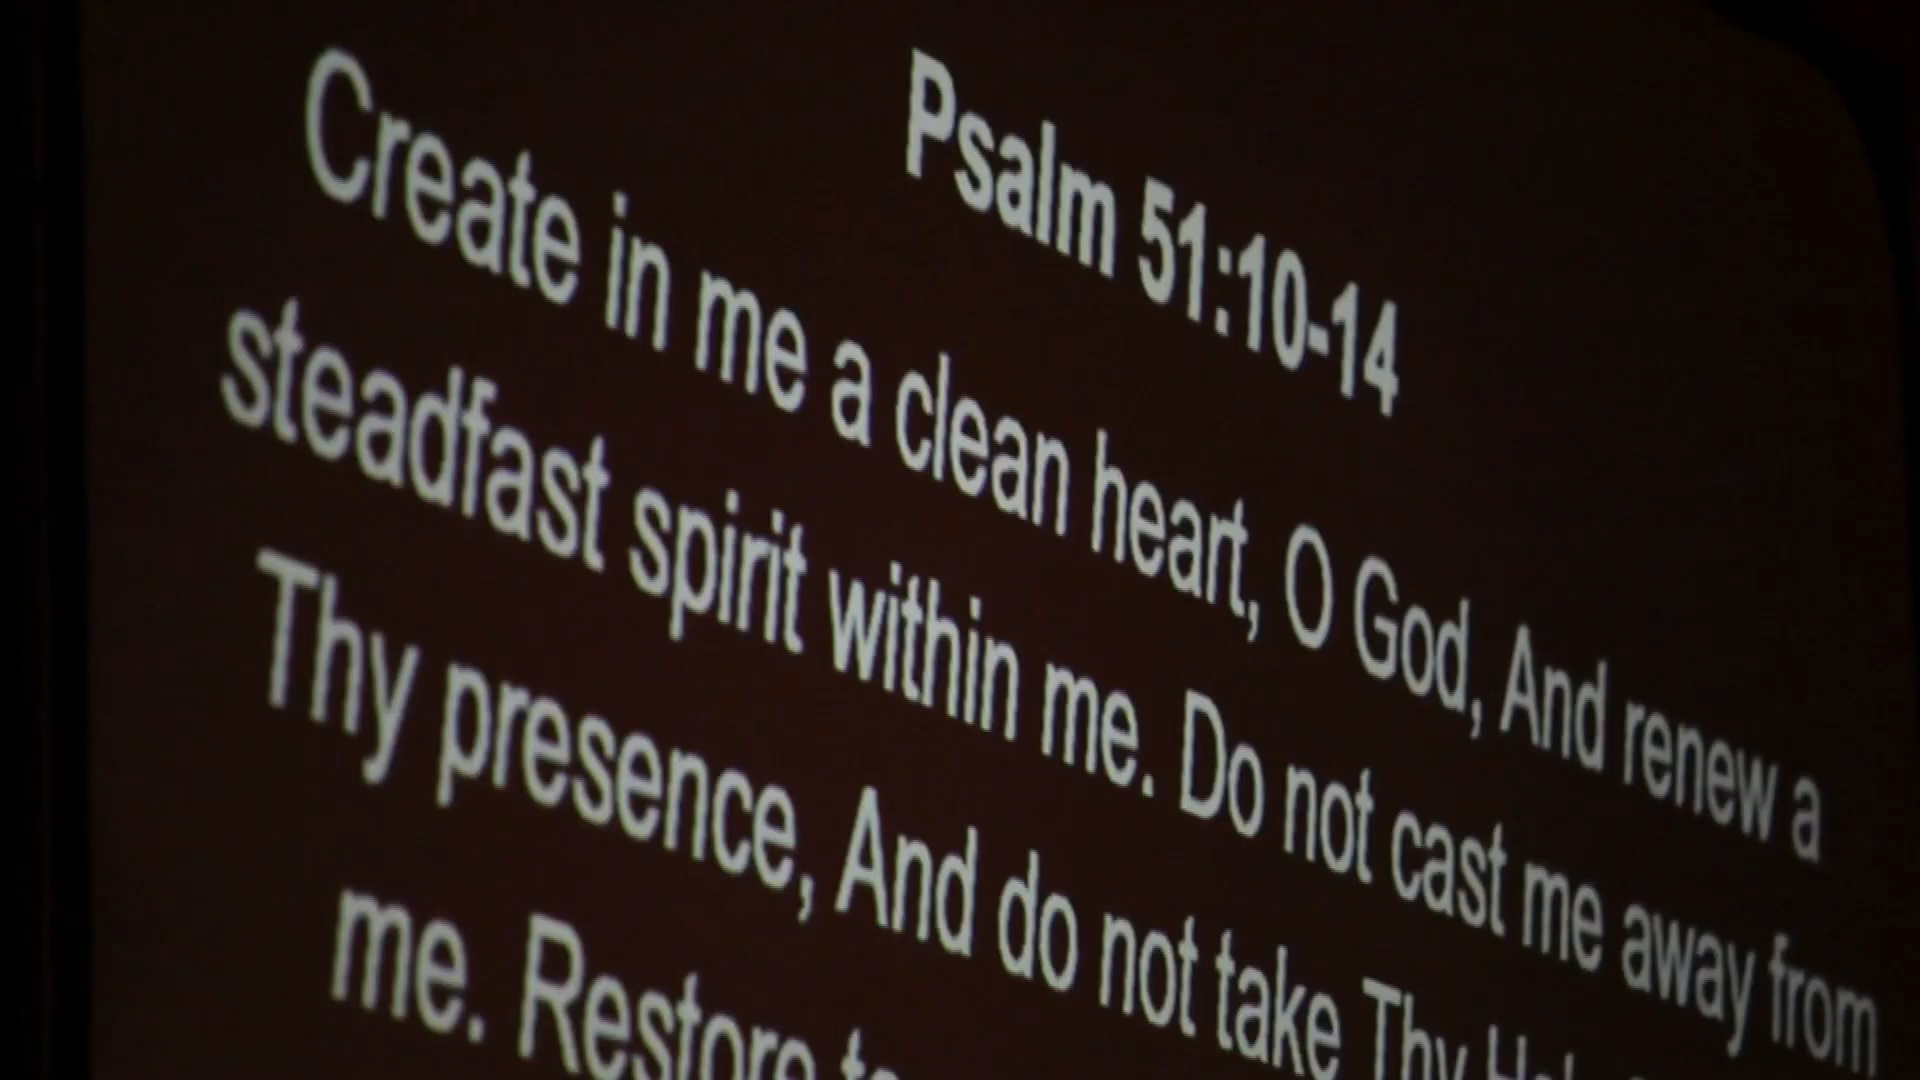 Psalm 51:10-14
Create in me a clean heart, O God, And renew a
steadfast spirit within me. Do not cast me away from
Thy presence, And do not take Thy
me. Restore